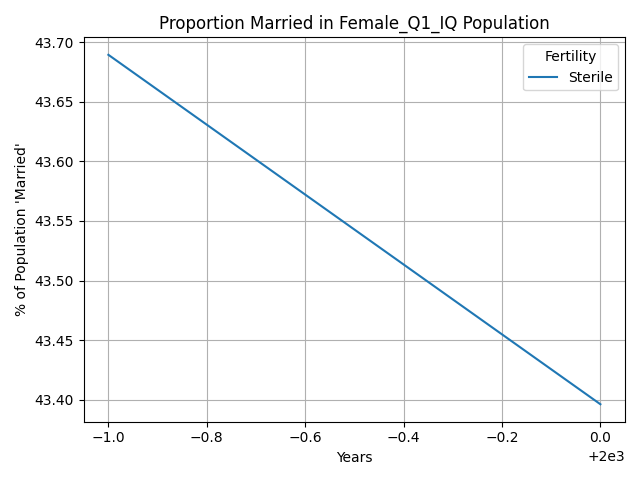 Proportion Married in Female_Q1_IQ Population
Fertility
Sterile
% of Population 'Married'
43.70
43.65
43.60
43.55
43.50
43.45
43.40
−1.0
−0.8
−0.6
−0.4
−0.2
0.0
+2e3
Years